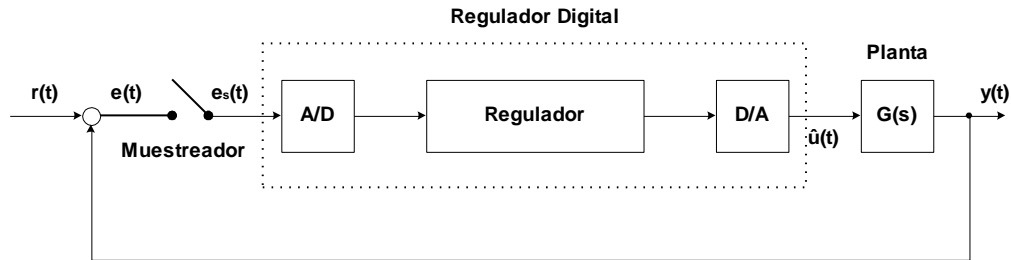 Regulador Digital
Planta
r(t)
e(t)
eₛ(t)
A/D
Regulador
D/A
û(t)
G(s)
y(t)
Muestreador